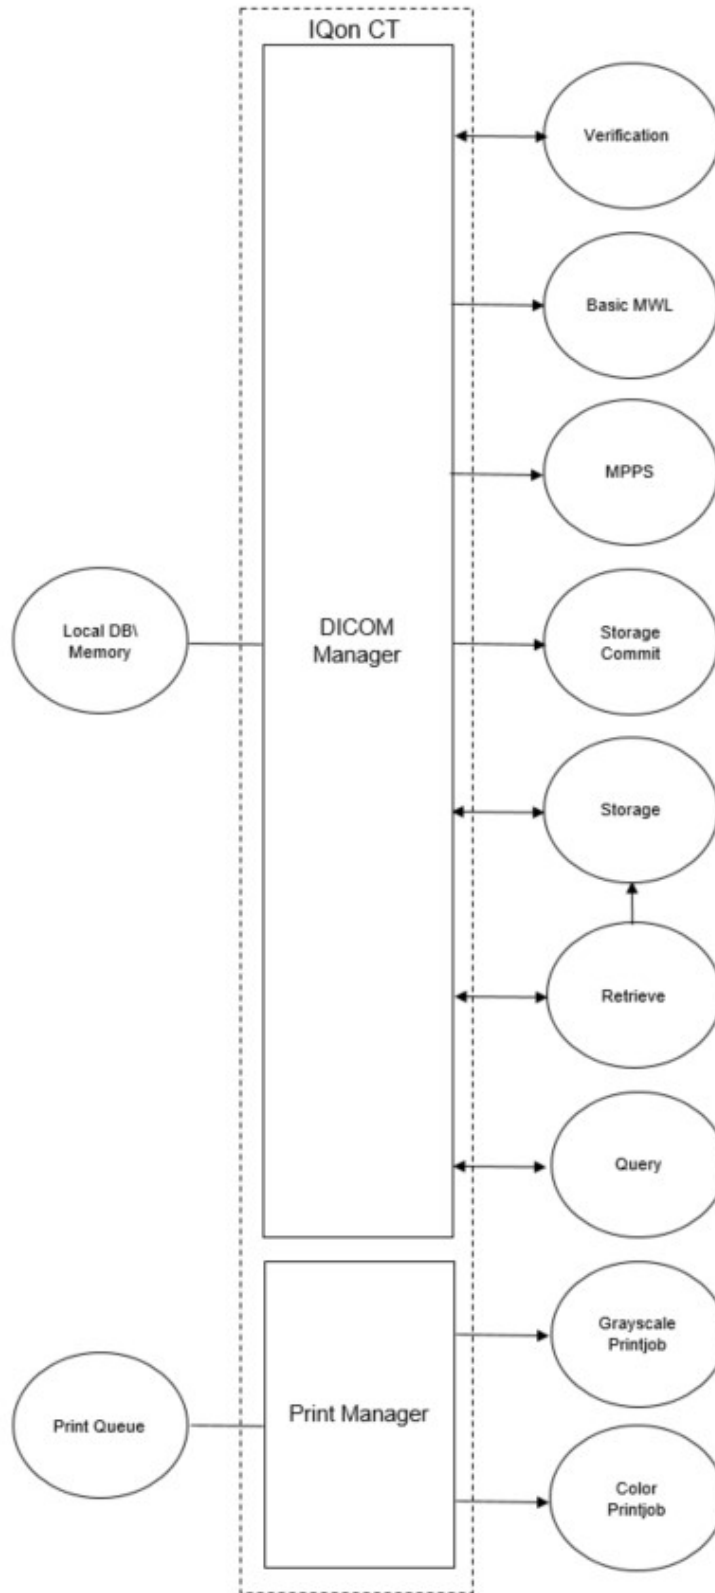 IQon CT
Verification
Basic MWL
MPPS
Local DB\
Memory
DICOM
Manager
Storage
Commit
Storage
Retrieve
Query
Grayscale
Printjob
Print Queue
Print Manager
Color
Printjob